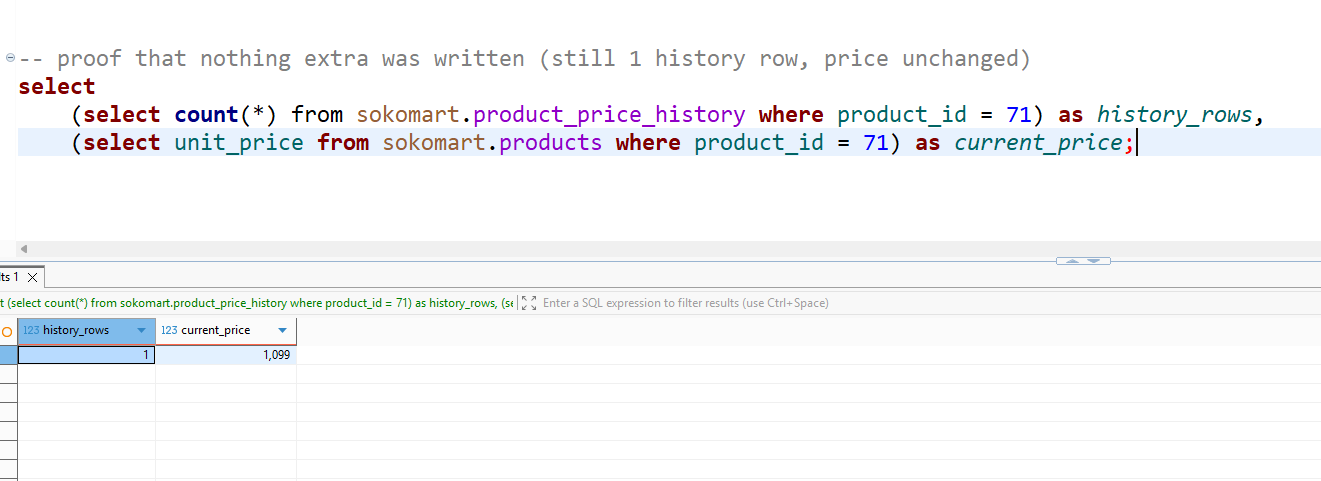 -- proof that nothing extra was written (still 1 history row, price unchanged)
select
(select count(*) from sokomart.product_price_history where product_id = 71) as history_rows,
(select unit_price from sokomart.products where product_id = 71) as current_price;
lts 1
t (select count(*) from sokomart.product_price_history where product_id = 71) as history_rows, (se
Enter a SQL expression to filter results (use Ctrl+Space)
123 history_rows 123 current_price
1 1,099